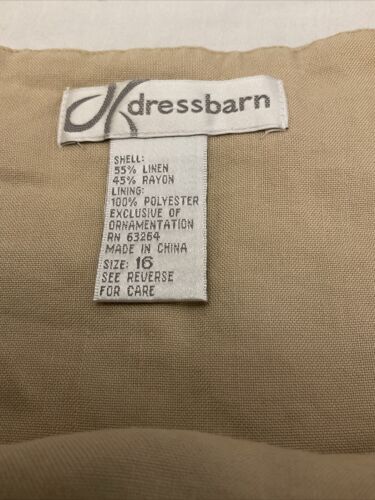 dressbarn
SHELL:
55% LINEN
45% RAYON
LINING:
100% POLYESTER
EXCLUSIVE OF
ORNAMENTATION
RN 63264
MADE IN CHINA
SIZE: 16
SEE REVERSE
FOR CARE